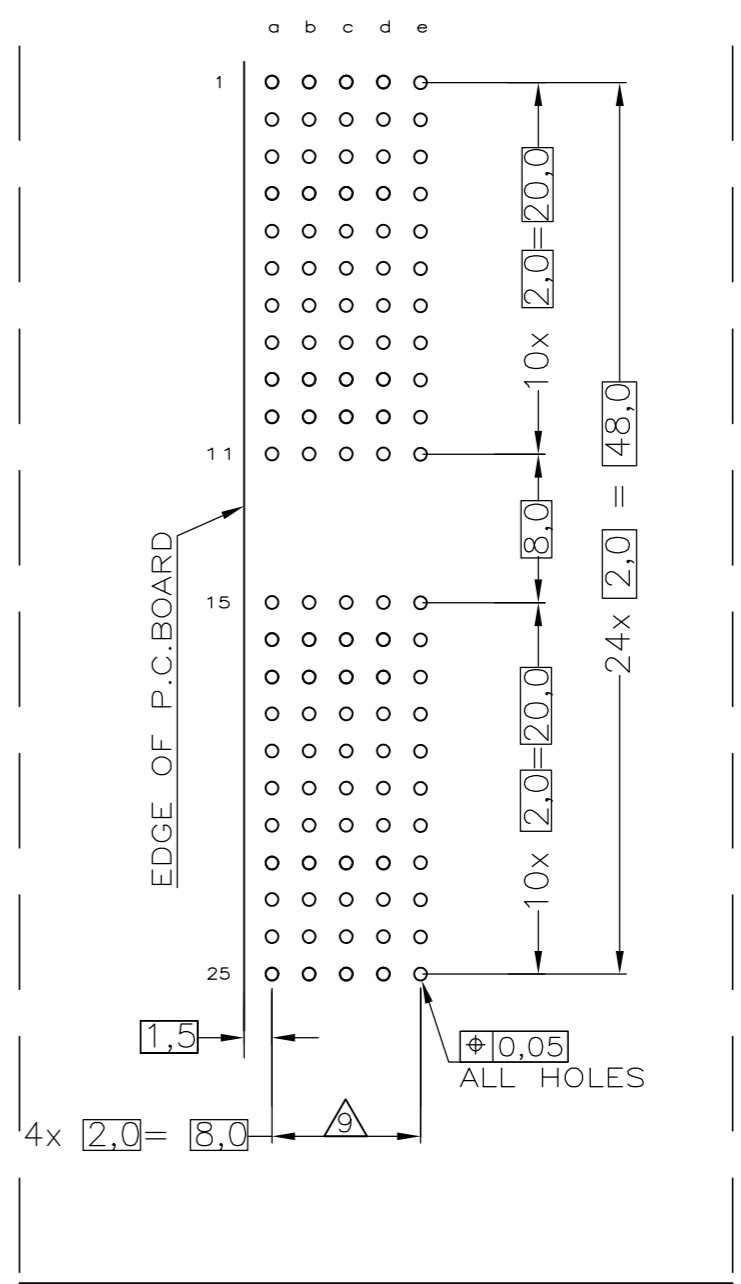 a b c d e
1
10x 2,0=20,0
24x 2,0 = 48,0
11
8,0
EDGE OF P.C.BOARD
15
10x 2,0=20,0
25
1,5
⌖ 0,05
ALL HOLES
4x 2,0= 8,0
9